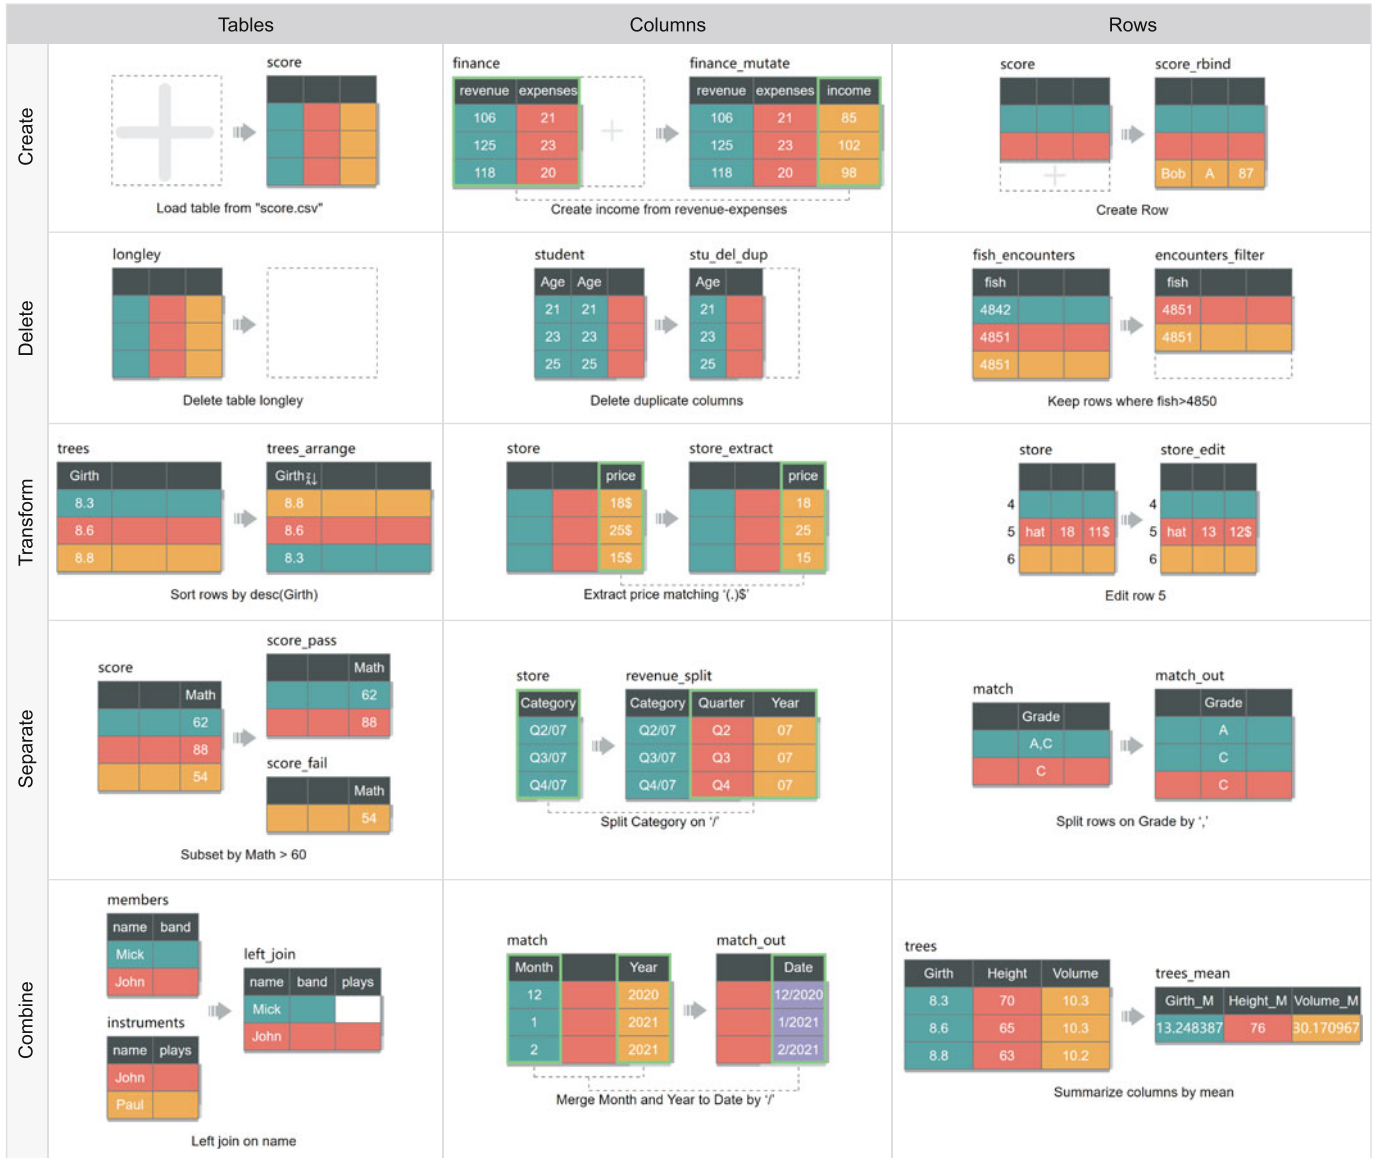 Tables Columns Rows
Create
score
Load table from "score.csv"
finance finance_mutate
revenue expenses revenue expenses income
106 21 106 21 85
125 23 125 23 102
118 20 118 20 98
Create income from revenue-expenses
score score_rbind
Bob A 87
Create Row
Delete
longley
Delete table longley
student stu_del_dup
Age Age Age
21 21 21
23 23 23
25 25 25
Delete duplicate columns
fish_encounters encounters_filter
fish fish
4842 4851
4851 4851
4851
Keep rows where fish>4850
Transform
trees trees_arrange
Girth Girth
8.3 8.8
8.6 8.6
8.8 8.3
Sort rows by desc(Girth)
store store_extract
price price
18$ 18
25$ 25
15$ 15
Extract price matching ‘(.)$’
store store_edit
4 4
5 hat 18 11$ 5 hat 13 12$
6 6
Edit row 5
Separate
score
Math
62
88
54
score_pass
Math
62
88
score_fail
Math
54
Subset by Math > 60
store revenue_split
Category Category Quarter Year
Q2/07 Q2/07 Q2 07
Q3/07 Q3/07 Q3 07
Q4/07 Q4/07 Q4 07
Split Category on ‘/’
match match_out
Grade Grade
A,C A
C C
C
Split rows on Grade by ‘,’
Combine
members
name band
Mick
John
instruments
name plays
John
Paul
left_join
name band plays
Mick
John
Left join on name
match match_out
Month Year Date
12 2020 12/2020
1 2021 1/2021
2 2021 2/2021
Merge Month and Year to Date by ‘/’
trees
Girth Height Volume
8.3 70 10.3
8.6 65 10.3
8.8 63 10.2
trees_mean
Girth_M Height_M Volume_M
13.248387 76 30.170967
Summarize columns by mean